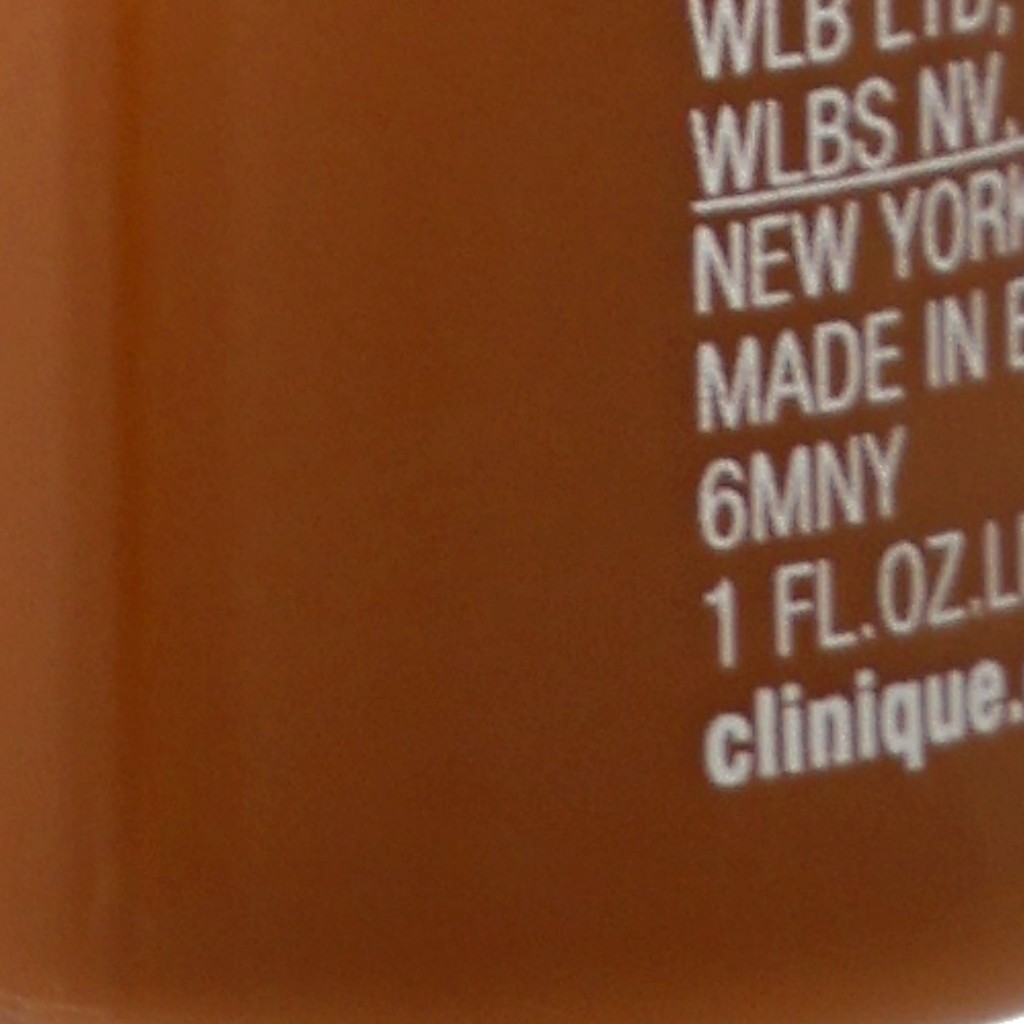 WLB LTD,
WLBS NV.
NEW YORK
MADE IN
6MNY
1 FL.OZ.
clinique.